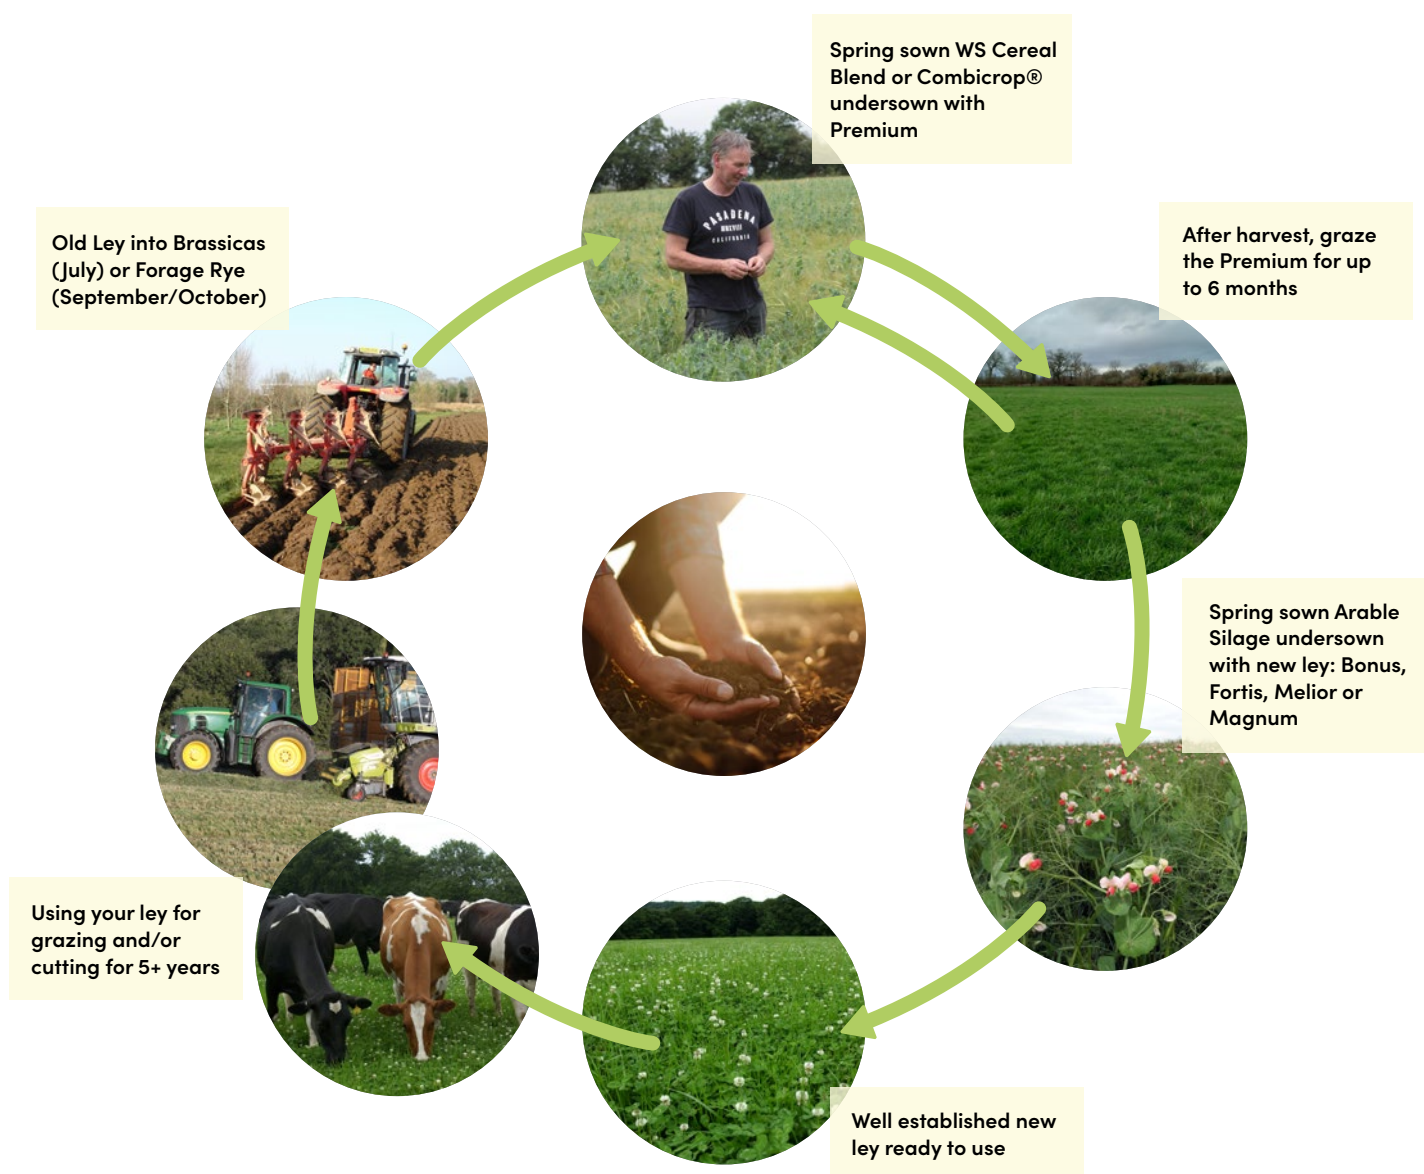 Spring sown WS Cereal
Blend or Combicrop®
undersown with
Premium
After harvest, graze
the Premium for up
to 6 months
Spring sown Arable
Silage undersown
with new ley: Bonus,
Fortis, Melior or
Magnum
Well established new
ley ready to use
Using your ley for
grazing and/or
cutting for 5+ years
Old Ley into Brassicas
(July) or Forage Rye
(September/October)
PASADENA
CALIFORNIA